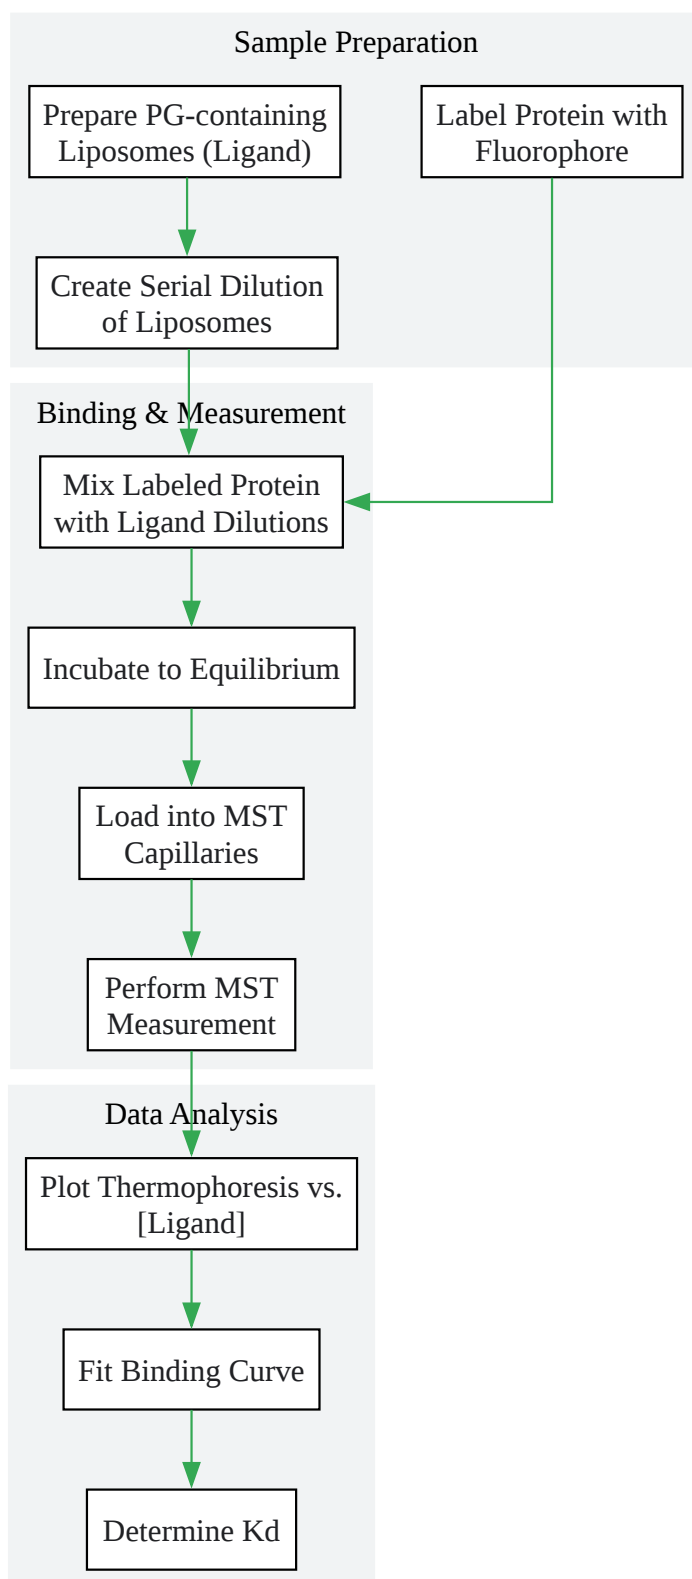 Sample Preparation
Prepare PG-containing
Liposomes (Ligand)
Label Protein with
Fluorophore
Create Serial Dilution
of Liposomes
Binding & Measurement
Mix Labeled Protein
with Ligand Dilutions
Incubate to Equilibrium
Load into MST
Capillaries
Perform MST
Measurement
Data Analysis
Plot Thermophoresis vs.
[Ligand]
Fit Binding Curve
Determine Kd